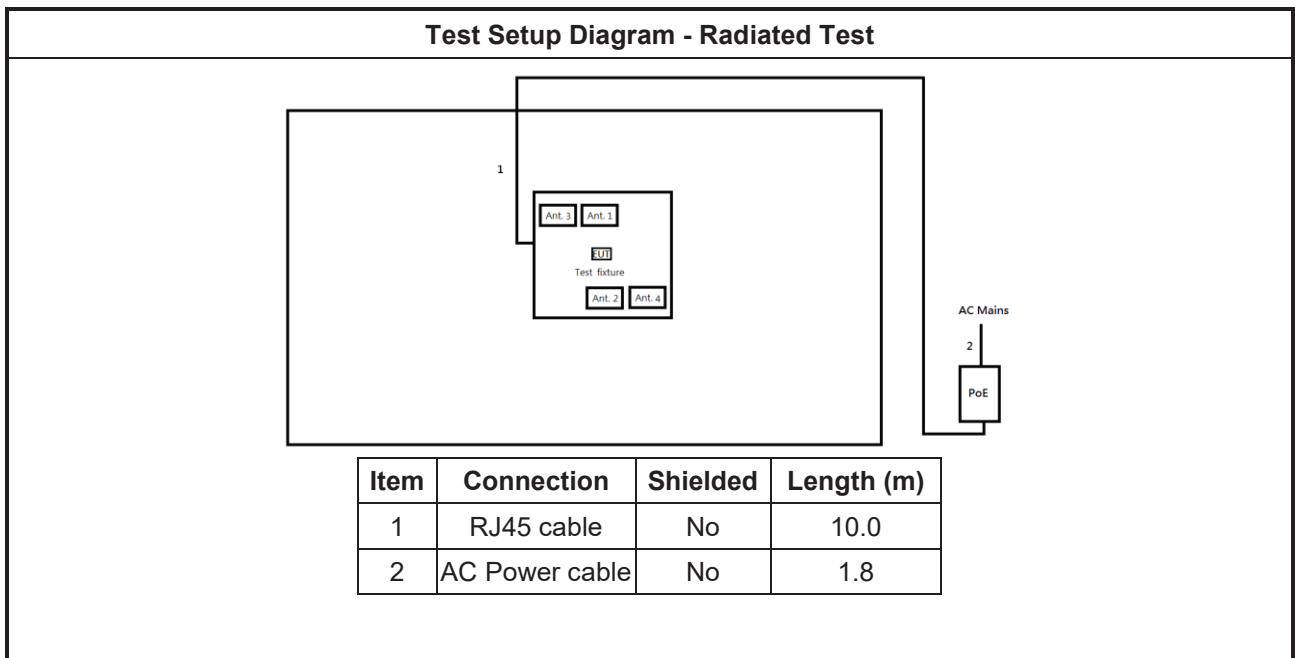 Test Setup Diagram - Radiated Test
1
Ant. 3 Ant. 1
EUT
Test fixture
Ant. 2 Ant. 4
AC Mains
2
PoE
Item Connection Shielded Length (m)
1 RJ45 cable No 10.0
2 AC Power cable No 1.8